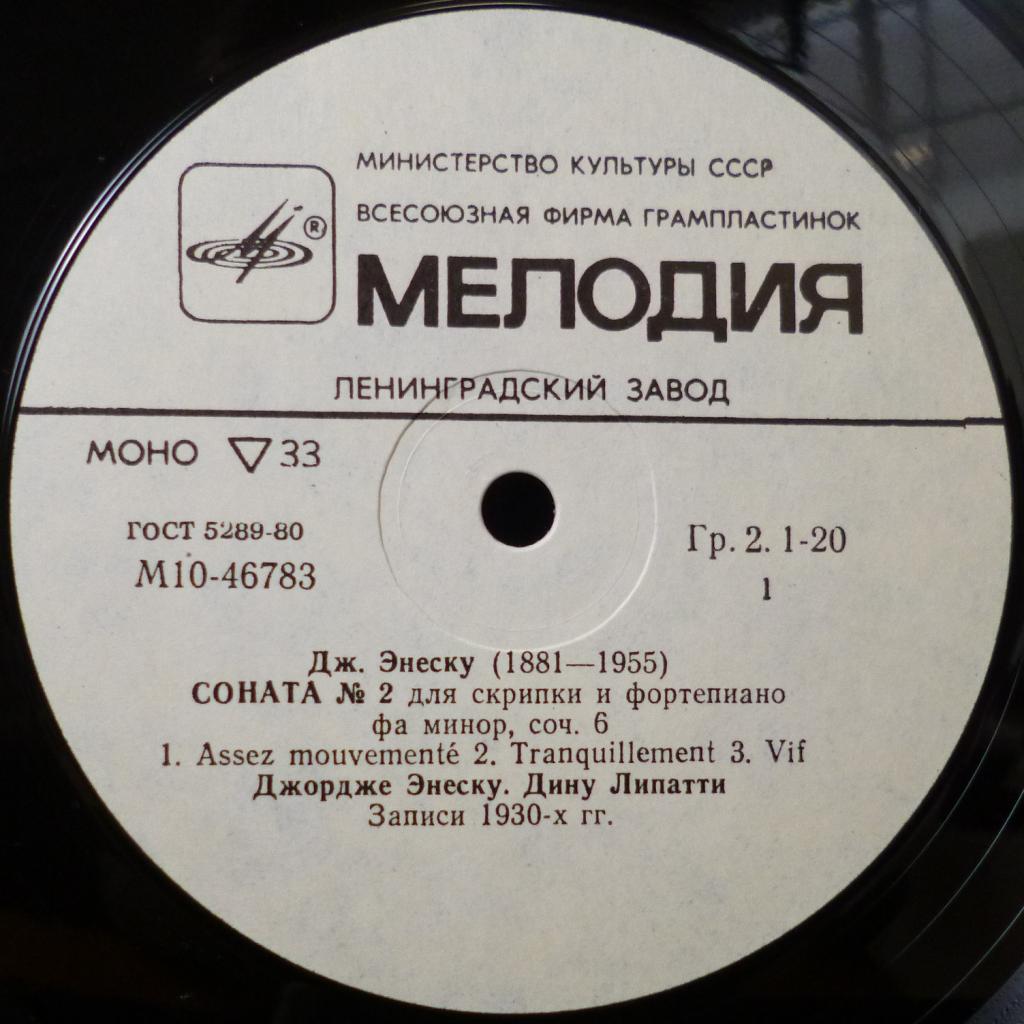 МИНИСТЕРСТВО КУЛЬТУРЫ СССР
ВСЕСОЮЗНАЯ ФИРМА ГРАМПЛАСТИНОК
®
МЕЛОДИЯ
ЛЕНИНГРАДСКИЙ ЗАВОД
МОНО ▽ 33
ГОСТ 5289-80
М10-46783
Гр. 2. 1-20
1
Дж. Энеску (1881—1955)
СОНАТА № 2 для скрипки и фортепиано
фа минор, соч. 6
1. Assez mouvementé 2. Tranquillement 3. Vif
Джордже Энеску. Дину Липатти
Записи 1930-х гг.